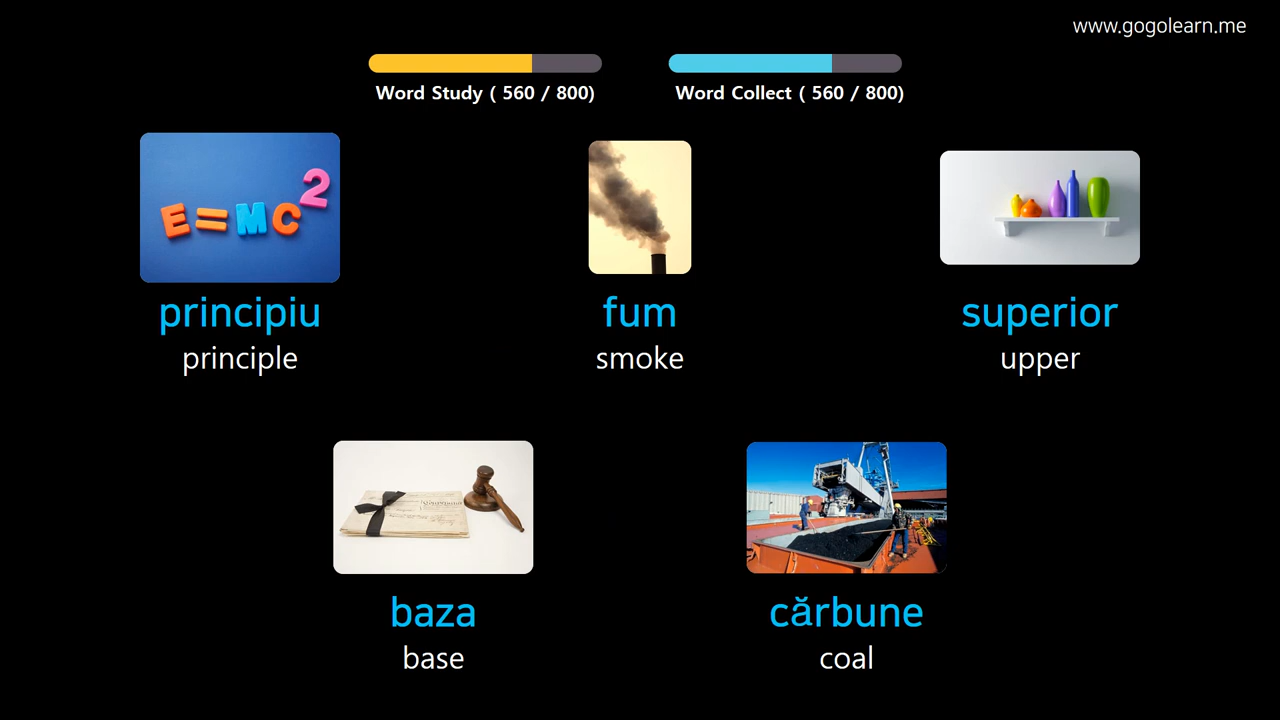 www.gogolearn.me
Word Study ( 560 / 800)
Word Collect ( 560 / 800)
E=MC2
principiu
principle
fum
smoke
superior
upper
baza
base
cărbune
coal